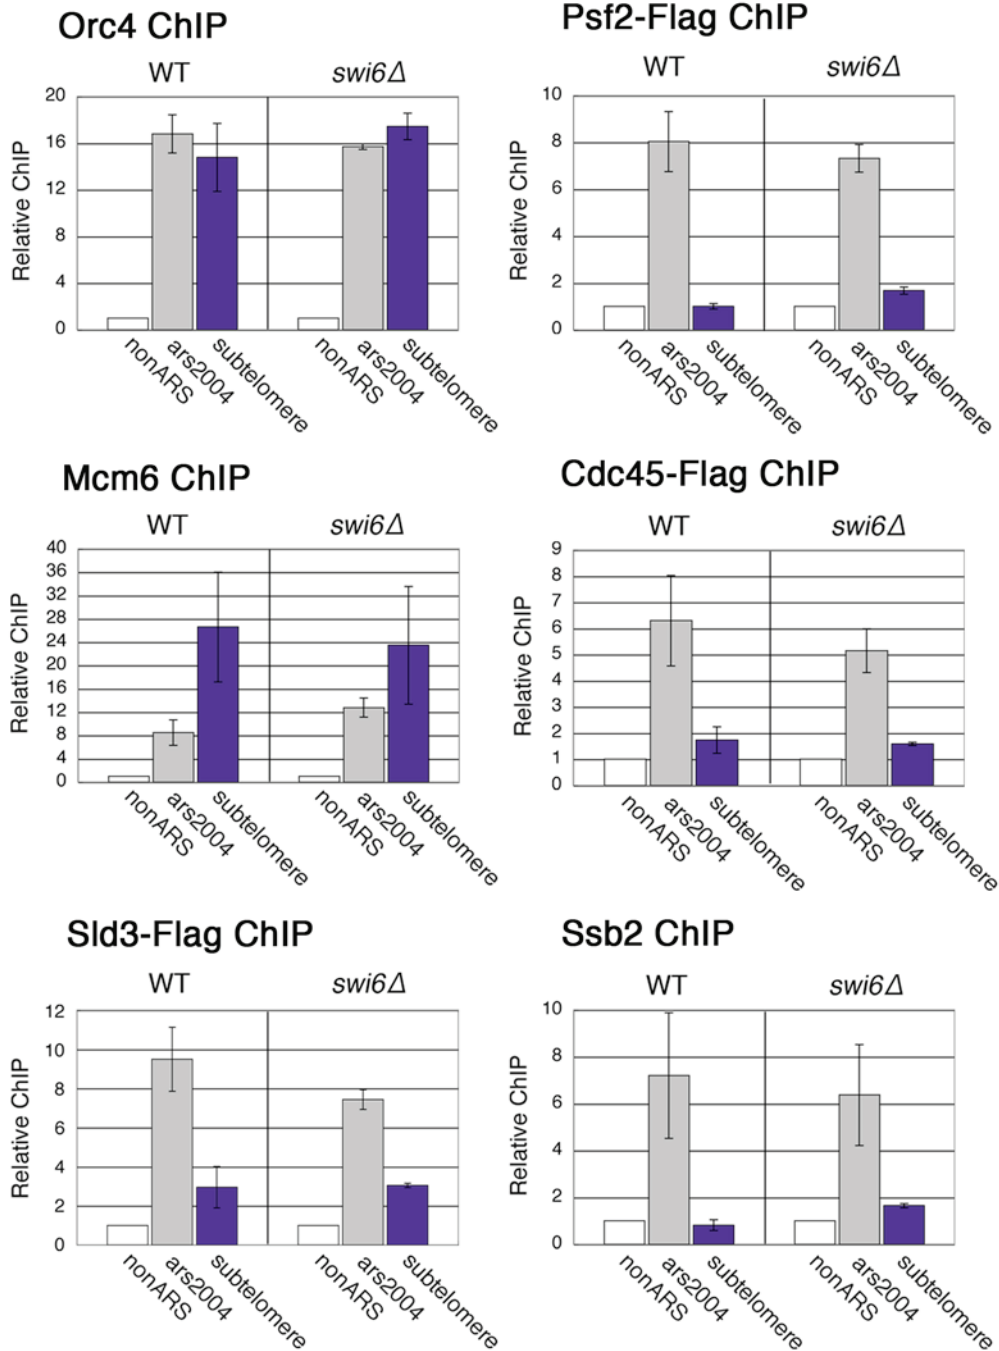 Orc4 ChIP
WT swi6Δ
Relative ChIP
20
16
12
8
4
0
nonARS ars2004 subtelomere nonARS ars2004 subtelomere
Psf2-Flag ChIP
WT swi6Δ
Relative ChIP
10
8
6
4
2
0
nonARS ars2004 subtelomere nonARS ars2004 subtelomere
Mcm6 ChIP
WT swi6Δ
Relative ChIP
40
36
32
28
24
20
16
12
8
4
0
nonARS ars2004 subtelomere nonARS ars2004 subtelomere
Cdc45-Flag ChIP
WT swi6Δ
Relative ChIP
9
8
7
6
5
4
3
2
1
0
nonARS ars2004 subtelomere nonARS ars2004 subtelomere
Sld3-Flag ChIP
WT swi6Δ
Relative ChIP
12
10
8
6
4
2
0
nonARS ars2004 subtelomere nonARS ars2004 subtelomere
Ssb2 ChIP
WT swi6Δ
Relative ChIP
10
8
6
4
2
0
nonARS ars2004 subtelomere nonARS ars2004 subtelomere